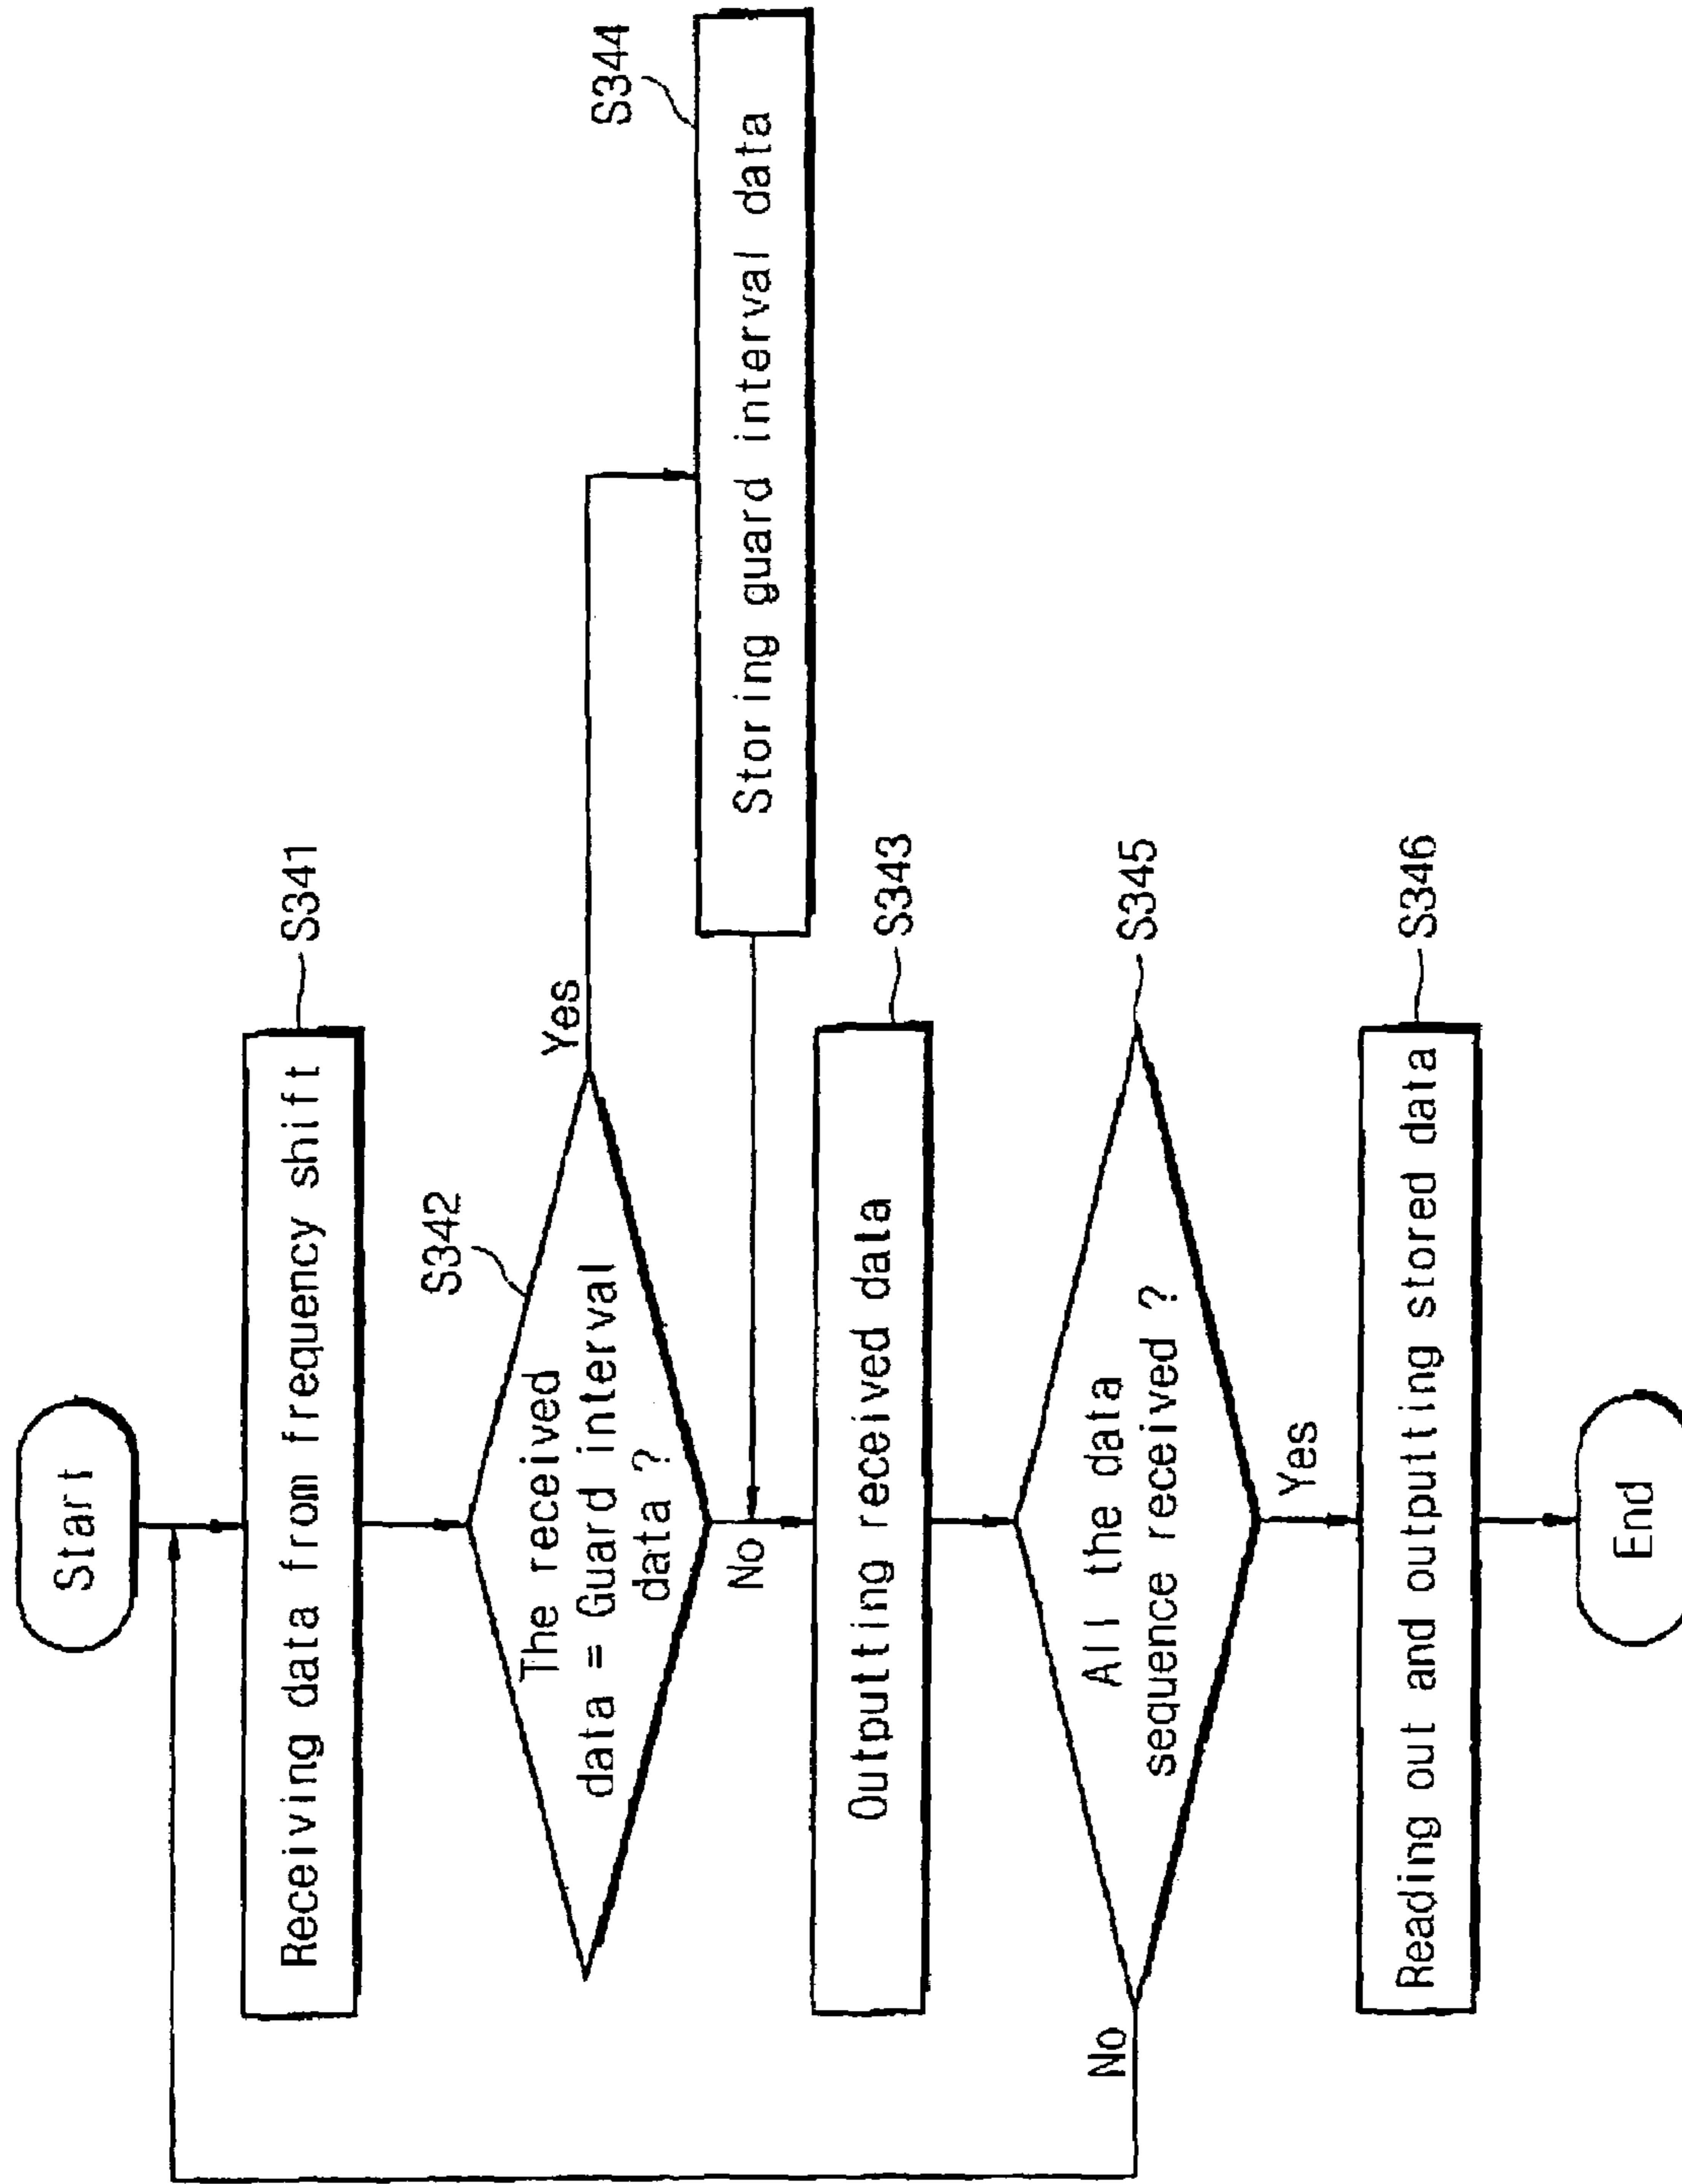 Start
Receiving data from frequency shift
S341
The received
data = Guard interval
data ?
S342
Yes
No
Storing guard interval data
S344
Outputting received data
S343
All the data
sequence received ?
S345
No
Yes
Reading out and outputting stored data
S346
End